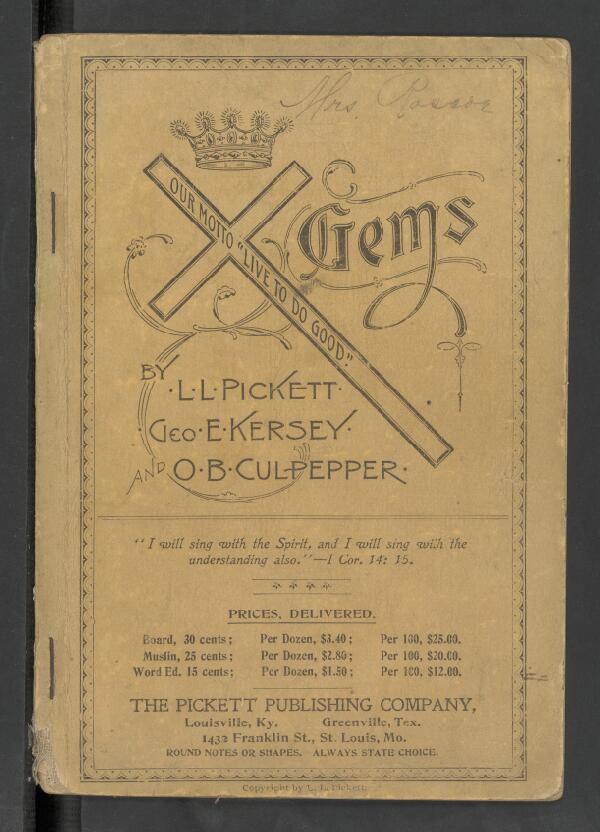 Mrs.
OUR MOTTO "LIVE TO DO GOOD."
Gems
BY
·L·L·PICKETT·
·GEO·E·KERSEY·
AND O·B·CULPEPPER·
"I will sing with the Spirit, and I will sing with the
understanding also."—I Cor. 14: 15.
PRICES, DELIVERED.
Board, 30 cents; Per Dozen, $3.40; Per 100, $25.00.
Muslin, 25 cents; Per Dozen, $2.80; Per 100, $20.00.
Word Ed. 15 cents; Per Dozen, $1.50; Per 100, $12.00.
THE PICKETT PUBLISHING COMPANY,
Louisville, Ky. Greenville, Tex.
1432 Franklin St., St. Louis, Mo.
ROUND NOTES OR SHAPES. ALWAYS STATE CHOICE.
Copyright by L. L. Pickett.